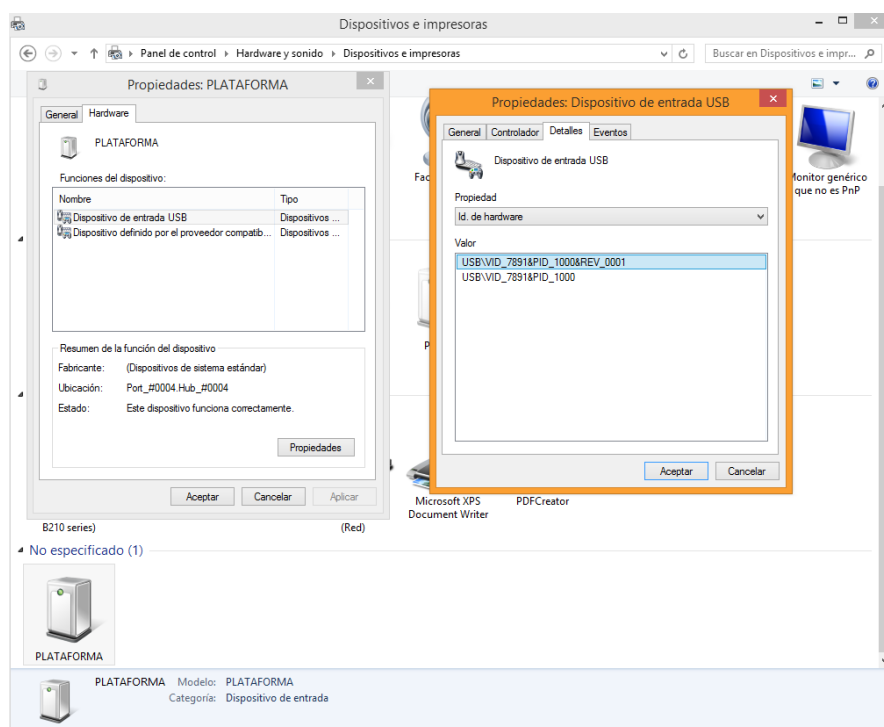 Dispositivos e impresoras
Panel de control Hardware y sonido Dispositivos e impresoras
Buscar en Dispositivos e impr...
Propiedades: PLATAFORMA
General Hardware
PLATAFORMA
Funciones del dispositivo:
Nombre Tipo
Dispositivo de entrada USB Dispositivos ...
Dispositivo definido por el proveedor compatib... Dispositivos ...
Resumen de la función del dispositivo
Fabricante: (Dispositivos de sistema estándar)
Ubicación: Port_#0004.Hub_#0004
Estado: Este dispositivo funciona correctamente.
Propiedades
Aceptar Cancelar Aplicar
Propiedades: Dispositivo de entrada USB
General Controlador Detalles Eventos
Dispositivo de entrada USB
Propiedad
Id. de hardware
Valor
USB\VID_7891&PID_1000&REV_0001
USB\VID_7891&PID_1000
Aceptar Cancelar
Fac
Monitor genérico
que no es PnP
P
Microsoft XPS
Document Writer
PDFCreator
B210 series) (Red)
No especificado (1)
PLATAFORMA
PLATAFORMA Modelo: PLATAFORMA
Categoría: Dispositivo de entrada